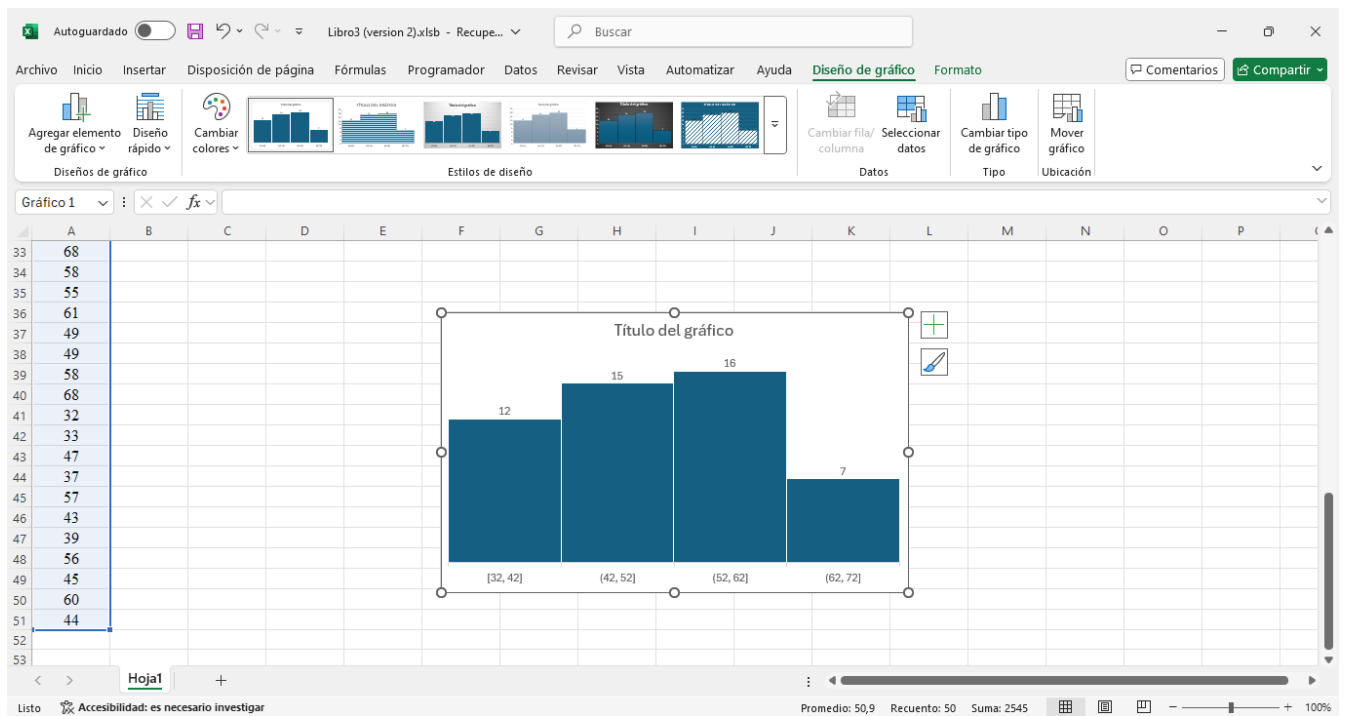 Autoguardado
Libro3 (version 2).xlsb - Recupe...
Buscar
Archivo Inicio Insertar Disposición de página Fórmulas Programador Datos Revisar Vista Automatizar Ayuda Diseño de gráfico Formato Comentarios Compartir
Agregar elemento de gráfico
Diseño rápido
Cambiar colores
Cambiar fila/ columna
Seleccionar datos
Cambiar tipo de gráfico
Mover gráfico
Diseños de gráfico Estilos de diseño Datos Tipo Ubicación
Gráfico 1 fx
A B C D E F G H I J K L M N O P
33 68
34 58
35 55
36 61
37 49
38 49
39 58
40 68
41 32
42 33
43 47
44 37
45 57
46 43
47 39
48 56
49 45
50 60
51 44
52
53
Título del gráfico
12 15 16 7
[32, 42] (42, 52] (52, 62] (62, 72]
Hoja1
Listo Accesibilidad: es necesario investigar Promedio: 50,9 Recuento: 50 Suma: 2545 100%